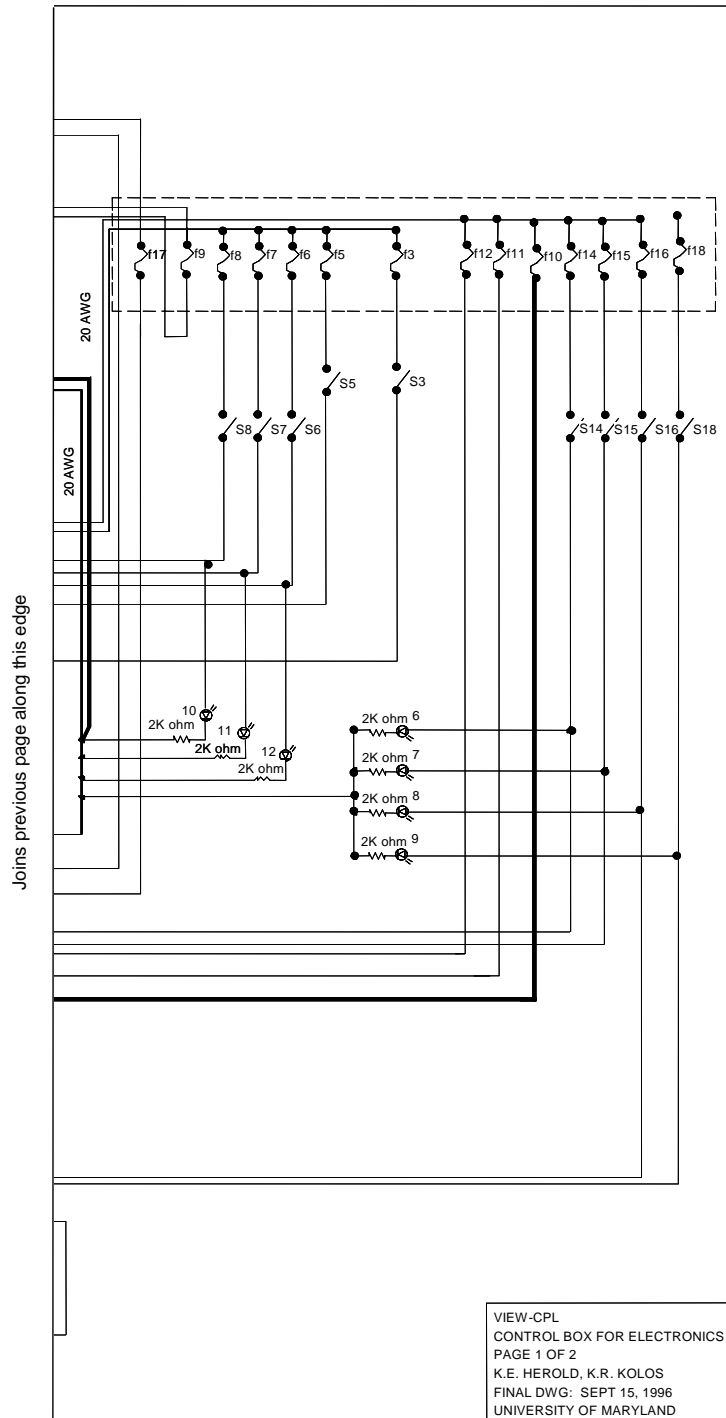 f17
f9
f8
f7
f6
f5
f3
f12
f11
f10
f14
f15
f16
f18
20 AWG
S5
S3
S8
S7
S6
S14
S15
S16
S18
20 AWG
Joins previous page along this edge
10
2K ohm
11
2K ohm
12
2K ohm
2K ohm 6
2K ohm 7
2K ohm 8
2K ohm 9
VIEW-CPL
CONTROL BOX FOR ELECTRONICS
PAGE 1 OF 2
K.E. HEROLD, K.R. KOLOS
FINAL DWG: SEPT 15, 1996
UNIVERSITY OF MARYLAND